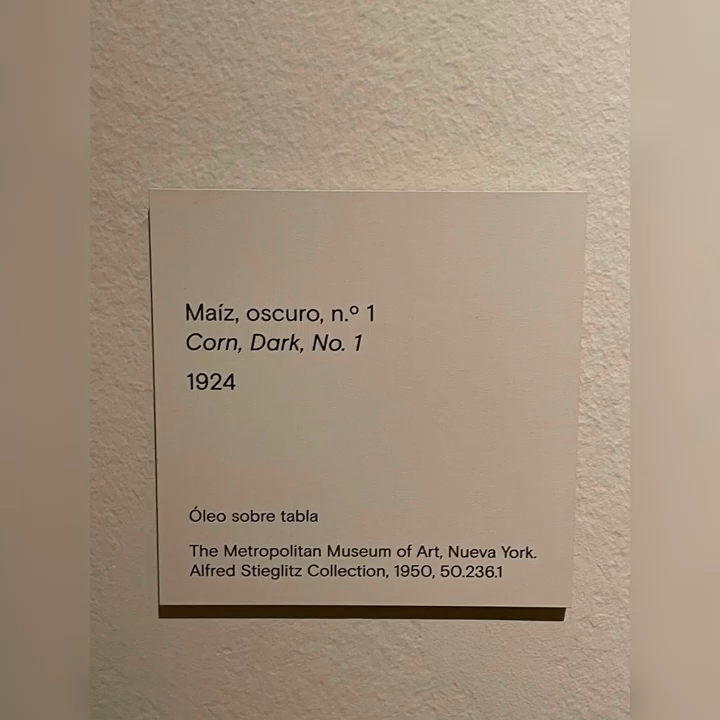 Maíz, oscuro, n.º 1
Corn, Dark, No. 1
1924
Óleo sobre tabla
The Metropolitan Museum of Art, Nueva York.
Alfred Stieglitz Collection, 1950, 50.236.1